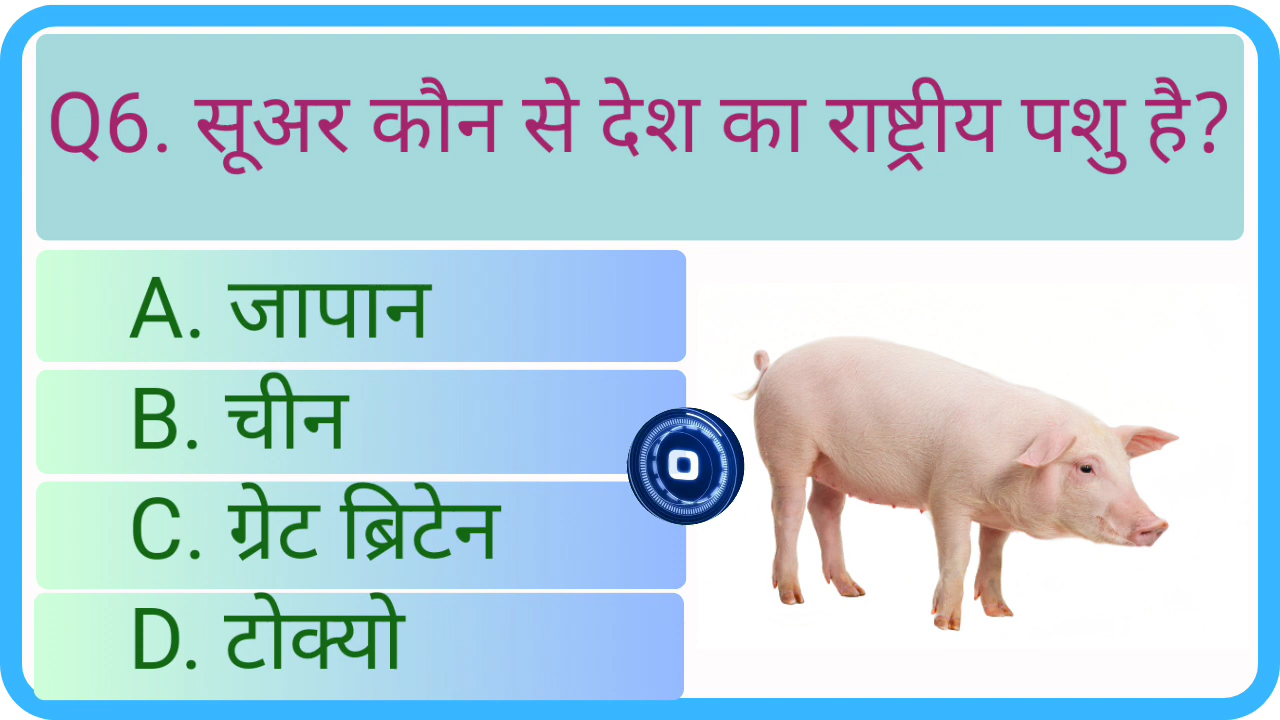 Q6. सूअर कौन से देश का राष्ट्रीय पशु है?
A. जापान
B. चीन
C. ग्रेट ब्रिटेन
D. टोक्यो